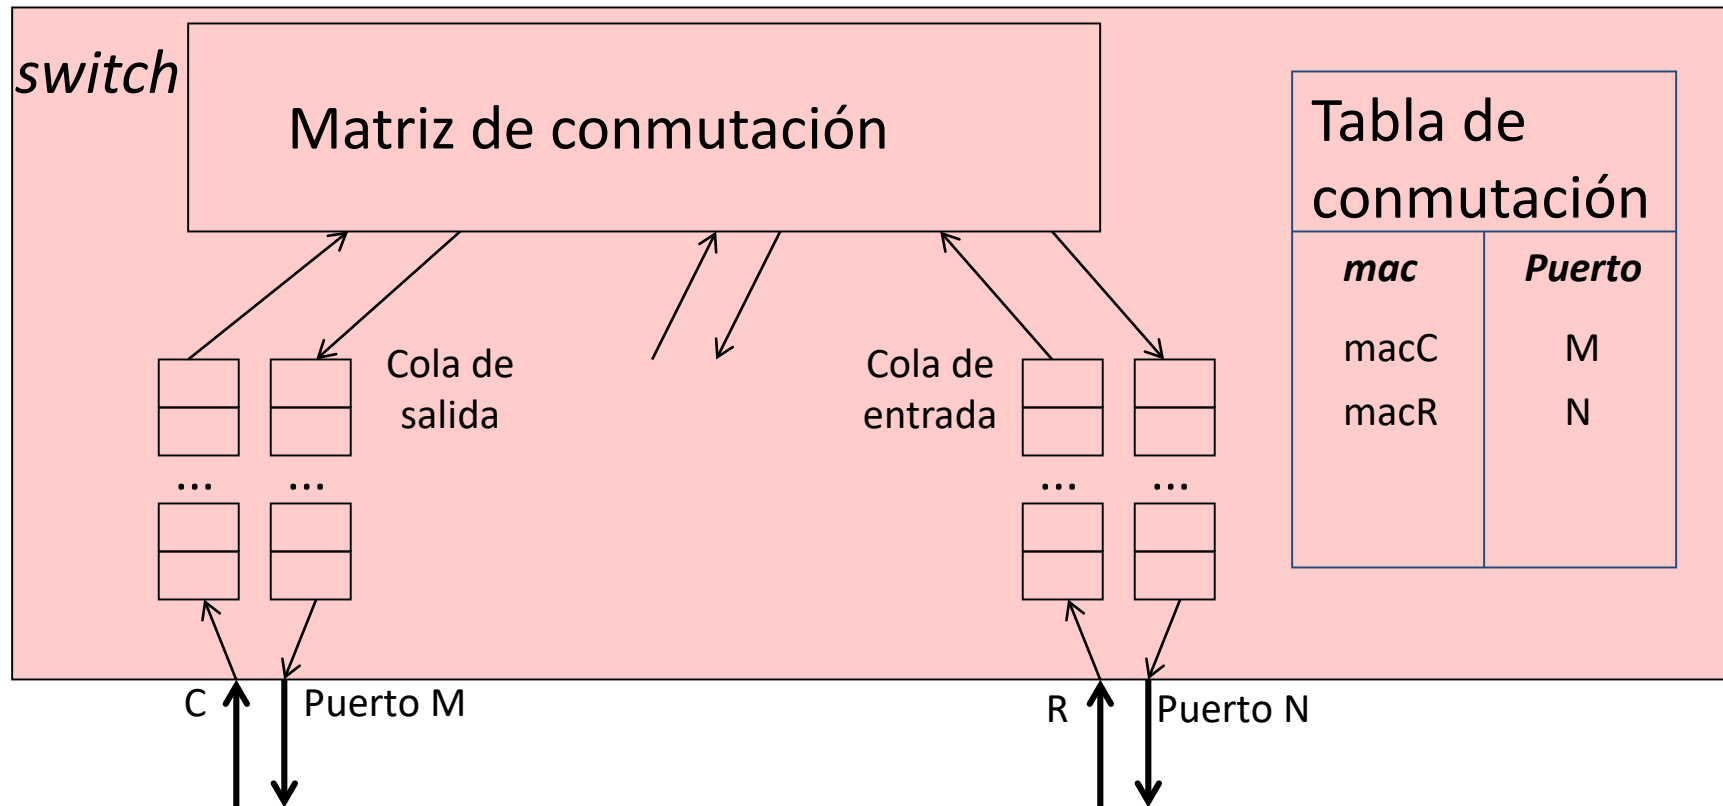 switch
Matriz de conmutación
Tabla de
conmutación
mac Puerto
macC M
macR N
Cola de
salida
Cola de
entrada
... ... ... ...
C Puerto M
R Puerto N